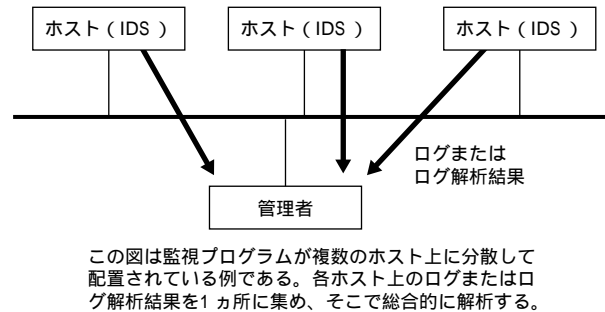 ホスト（IDS ）
ホスト（IDS ）
ホスト（IDS ）
ログまたは
ログ解析結果
管理者
この図は監視プログラムが複数のホスト上に分散して
配置されている例である。各ホスト上のログまたはロ
グ解析結果を1 ヵ所に集め、そこで総合的に解析する。